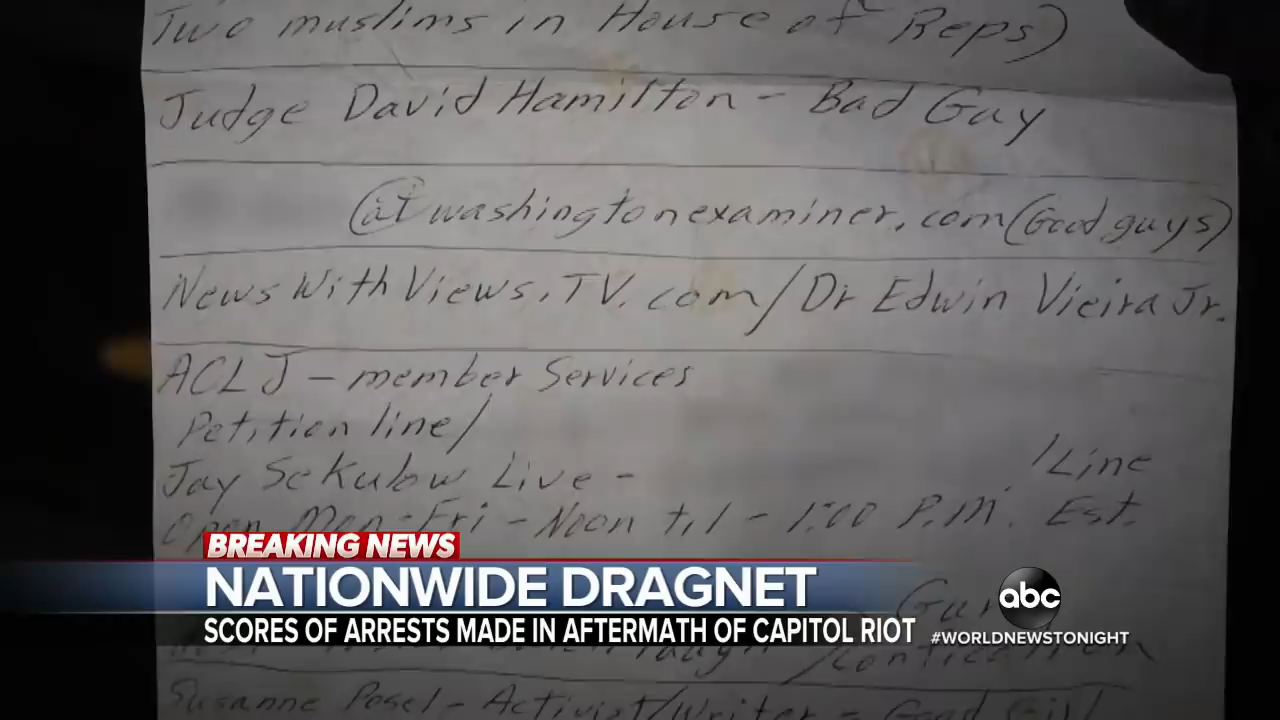 Two muslims in House of Reps)
Judge David Hamilton - Bad Guy
@at washingtonexaminer.com (Good guys)
News With Views.TV.com/Dr Edwin Vieira Jr.
ACLJ - member Services
Petition line/
Jay Sekulow Live - /Line
Open Mon-Fri - Noon til - 1:00 P.M. Est.
BREAKING NEWS
NATIONWIDE DRAGNET
abc
SCORES OF ARRESTS MADE IN AFTERMATH OF CAPITOL RIOT
#WORLDNEWSTONIGHT
Susanne Posel - Activist/Writer - Good Girl